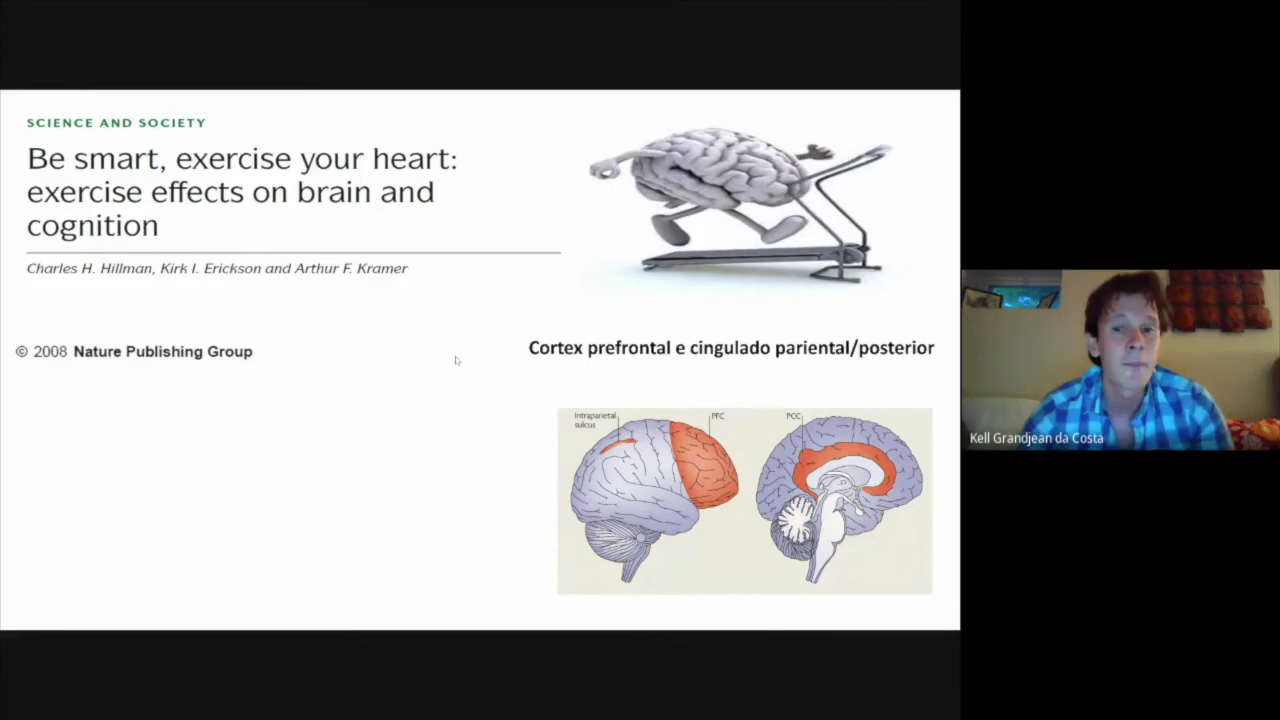 SCIENCE AND SOCIETY
Be smart, exercise your heart:
exercise effects on brain and
cognition
Charles H. Hillman, Kirk I. Erickson and Arthur F. Kramer
© 2008 Nature Publishing Group
Cortex prefrontal e cingulado pariental/posterior
Intraparietal
sulcus
PFC
PCC
Kell Grandjean da Costa